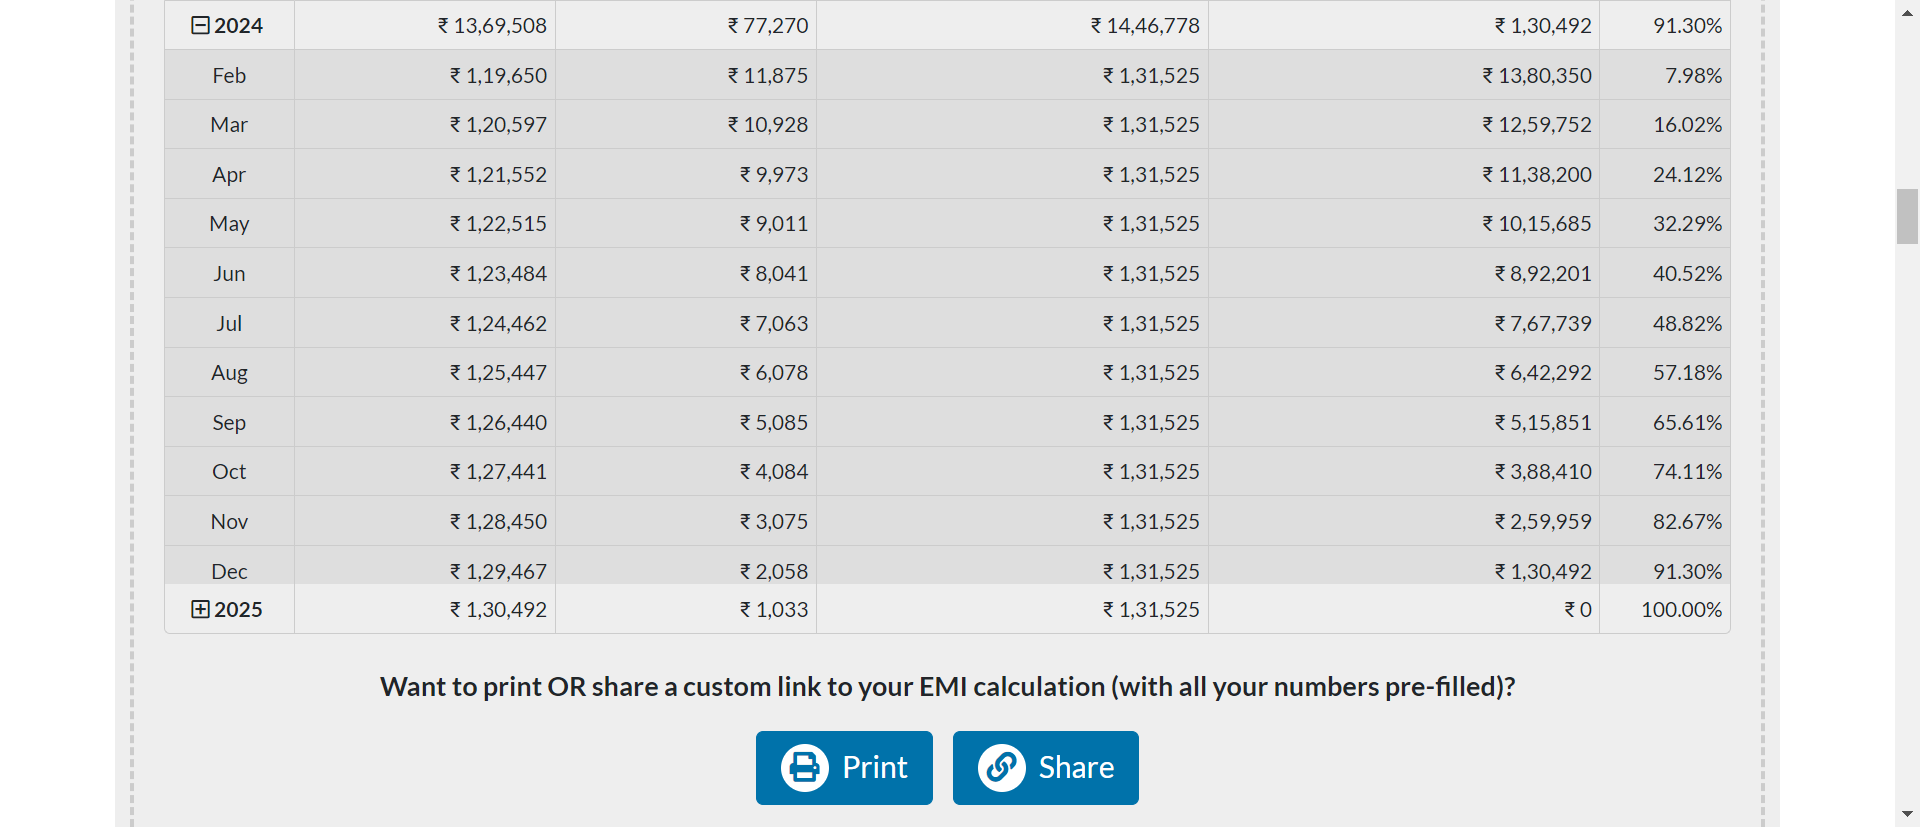 2024 ₹ 13,69,508 ₹ 77,270 ₹ 14,46,778 ₹ 1,30,492 91.30%
Feb ₹ 1,19,650 ₹ 11,875 ₹ 1,31,525 ₹ 13,80,350 7.98%
Mar ₹ 1,20,597 ₹ 10,928 ₹ 1,31,525 ₹ 12,59,752 16.02%
Apr ₹ 1,21,552 ₹ 9,973 ₹ 1,31,525 ₹ 11,38,200 24.12%
May ₹ 1,22,515 ₹ 9,011 ₹ 1,31,525 ₹ 10,15,685 32.29%
Jun ₹ 1,23,484 ₹ 8,041 ₹ 1,31,525 ₹ 8,92,201 40.52%
Jul ₹ 1,24,462 ₹ 7,063 ₹ 1,31,525 ₹ 7,67,739 48.82%
Aug ₹ 1,25,447 ₹ 6,078 ₹ 1,31,525 ₹ 6,42,292 57.18%
Sep ₹ 1,26,440 ₹ 5,085 ₹ 1,31,525 ₹ 5,15,851 65.61%
Oct ₹ 1,27,441 ₹ 4,084 ₹ 1,31,525 ₹ 3,88,410 74.11%
Nov ₹ 1,28,450 ₹ 3,075 ₹ 1,31,525 ₹ 2,59,959 82.67%
Dec ₹ 1,29,467 ₹ 2,058 ₹ 1,31,525 ₹ 1,30,492 91.30%
2025 ₹ 1,30,492 ₹ 1,033 ₹ 1,31,525 ₹ 0 100.00%
Want to print OR share a custom link to your EMI calculation (with all your numbers pre-filled)?
Print Share